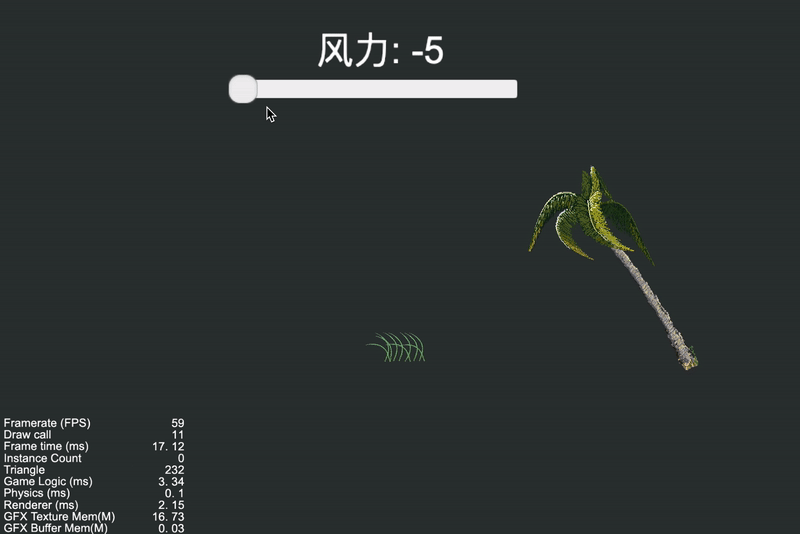 风力: -5
Framerate (FPS) 59
Draw call 11
Frame time (ms) 17. 12
Instance Count 0
Triangle 232
Game Logic (ms) 3. 34
Physics (ms) 0. 1
Renderer (ms) 2. 15
GFX Texture Mem(M) 16. 73
GFX Buffer Mem(M) 0. 03